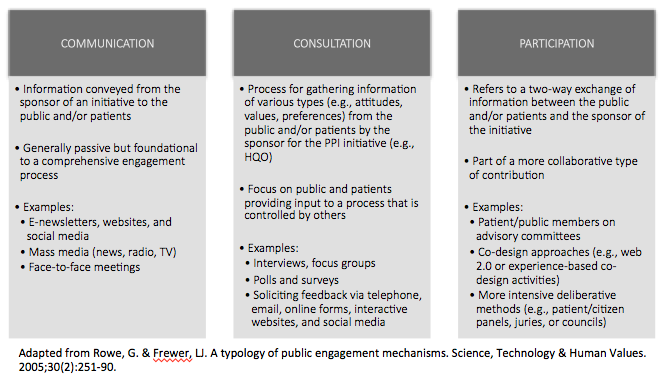 COMMUNICATION
• Information conveyed from the
sponsor of an initiative to the
public and/or patients
• Generally passive but foundational
to a comprehensive engagement
process
• Examples:
• E-newsletters, websites, and
social media
• Mass media (news, radio, TV)
• Face-to-face meetings
CONSULTATION
• Process for gathering information
of various types (e.g., attitudes,
values, preferences) from the
public and/or patients by the
sponsor for the PPI initiative (e.g.,
HQO)
• Focus on public and patients
providing input to a process that is
controlled by others
• Examples:
• Interviews, focus groups
• Polls and surveys
• Soliciting feedback via telephone,
email, online forms, interactive
websites, and social media
PARTICIPATION
• Refers to a two-way exchange of
information between the public
and/or patients and the sponsor of
the initiative
• Part of a more collaborative type
of contribution
• Examples:
• Patient/public members on
advisory committees
• Co-design approaches (e.g., web
2.0 or experience-based co-
design activities)
• More intensive deliberative
methods (e.g., patient/citizen
panels, juries, or councils)
Adapted from Rowe, G. & Frewer, LJ. A typology of public engagement mechanisms. Science, Technology & Human Values.
2005;30(2):251-90.